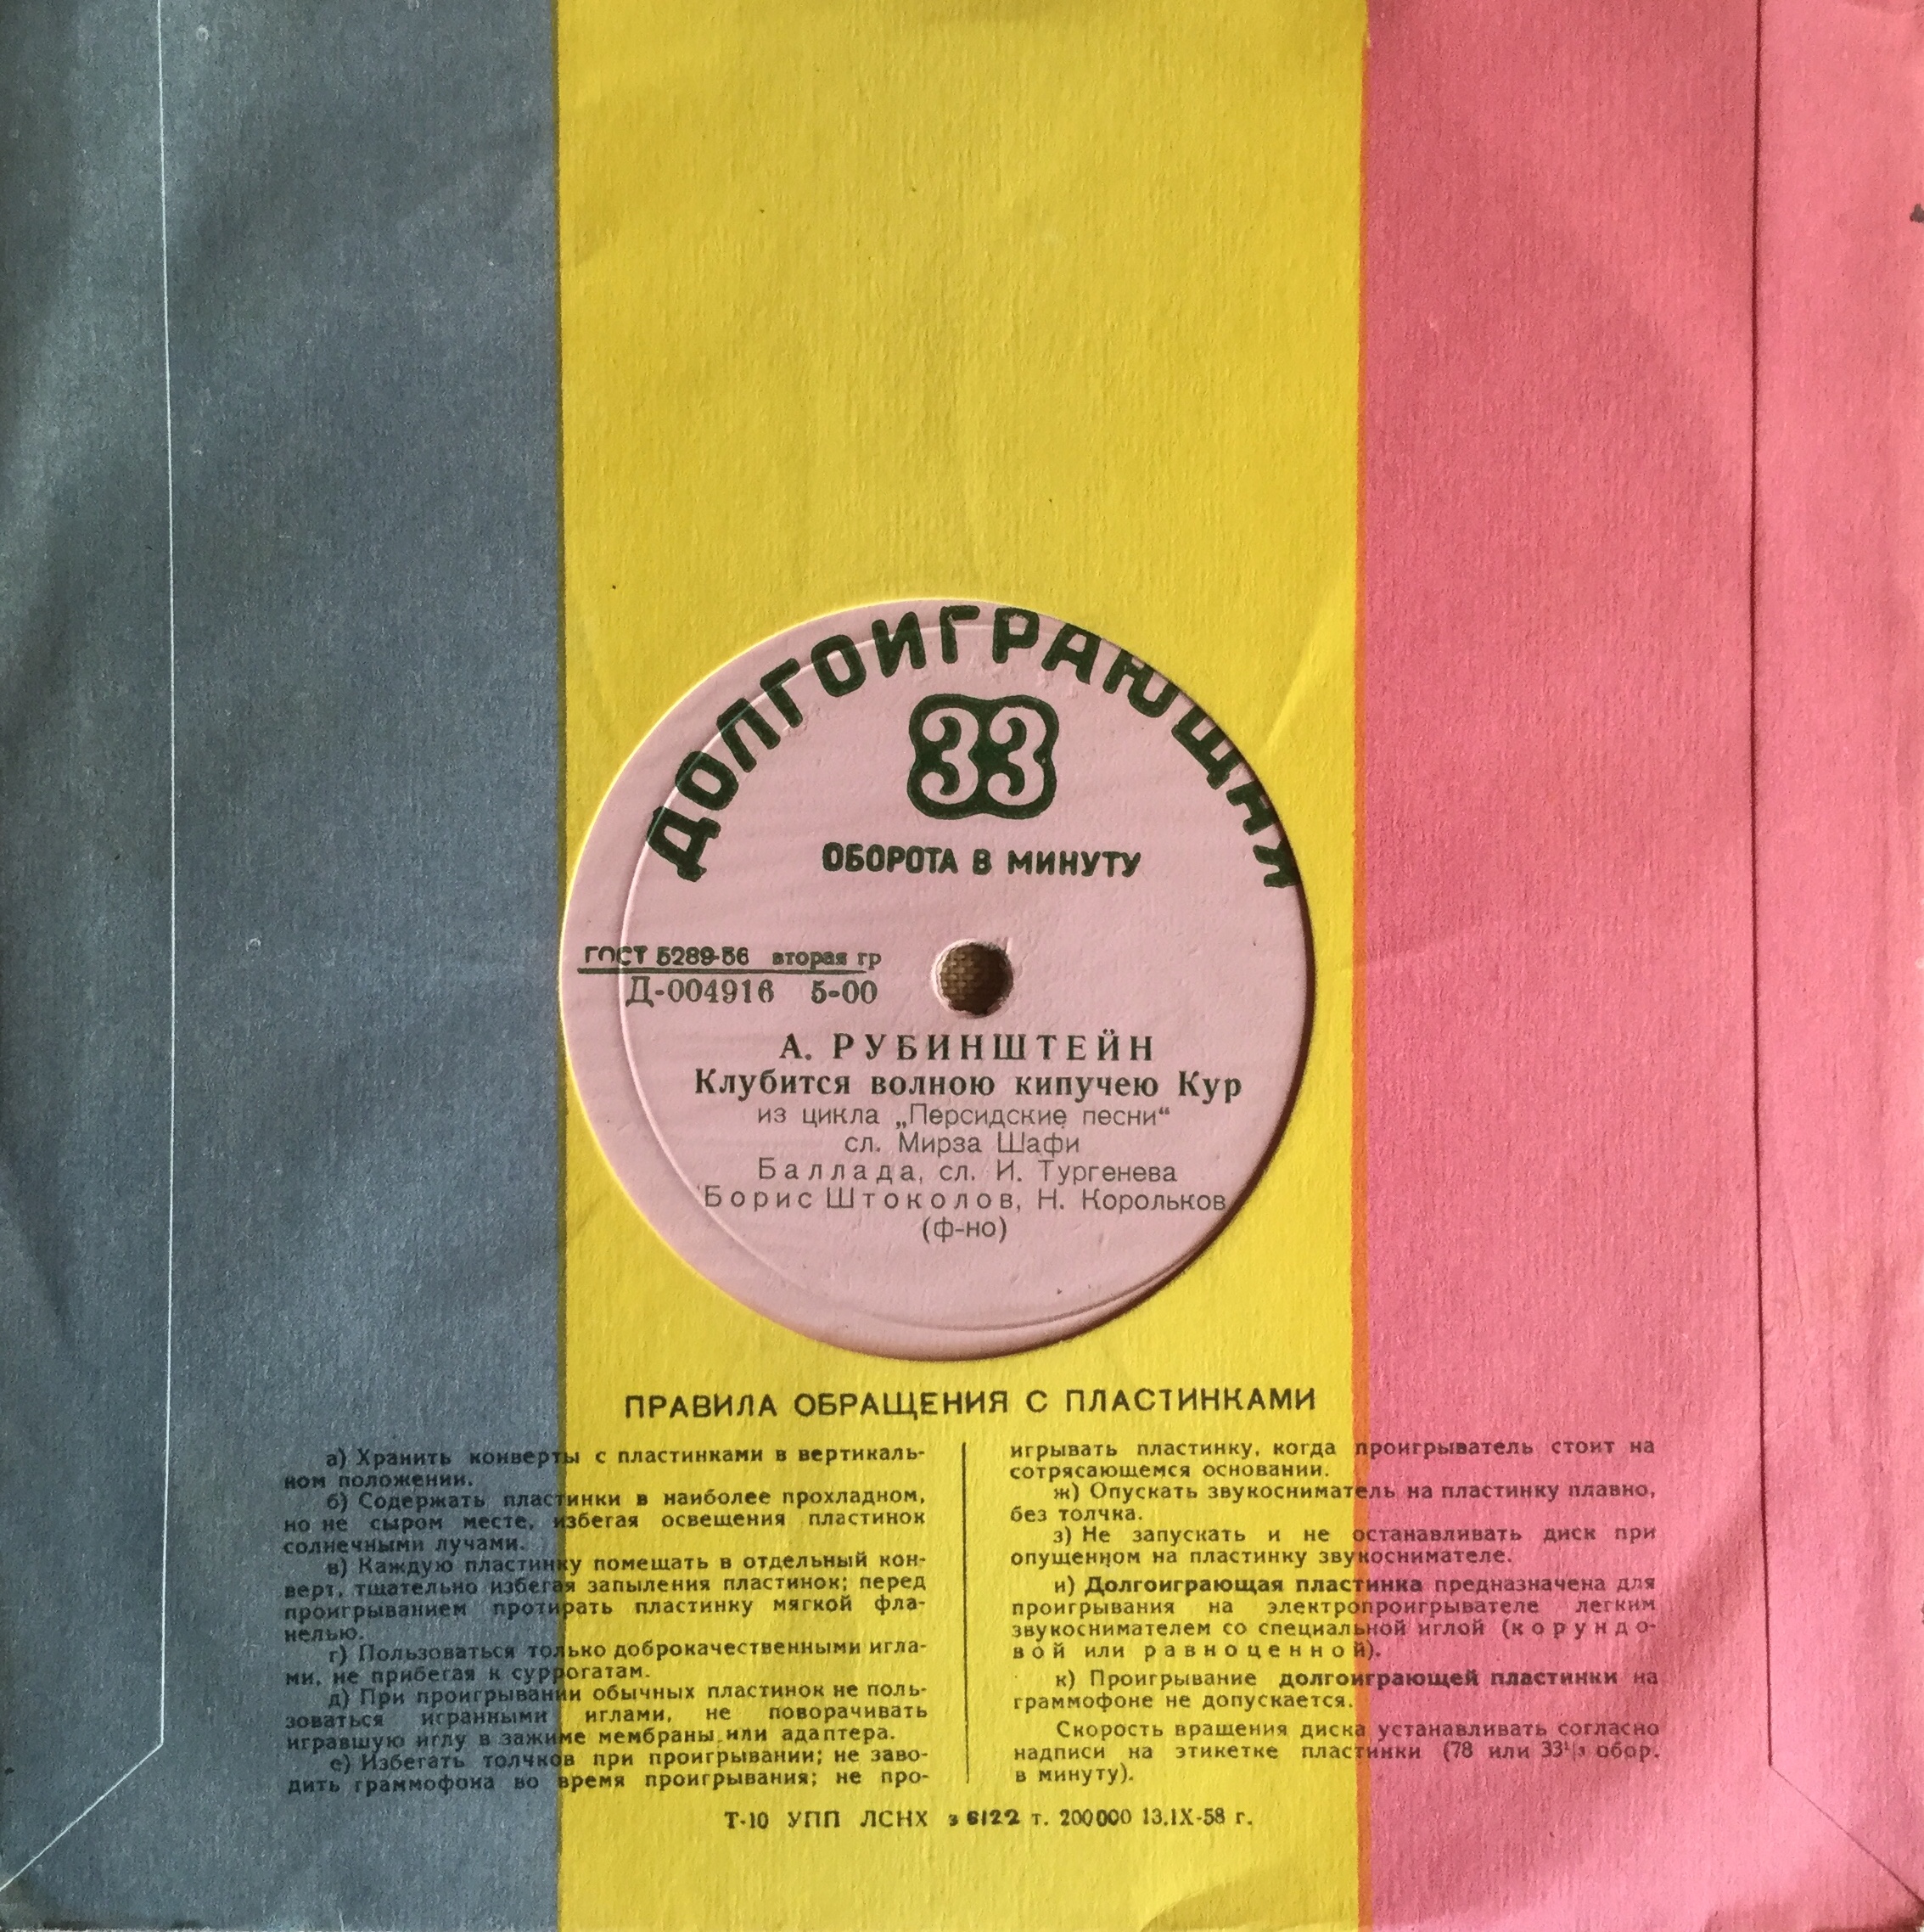 ДОЛГОИГРАЮЩАЯ
33
ОБОРОТА В МИНУТУ
ГОСТ 5289-56 вторая гр
Д-004916 5-00
А. РУБИНШТЕЙН
Клубится волною кипучею Кур
из цикла „Персидские песни“
сл. Мирза Шафи
Баллада, сл. И. Тургенева
Борис Штоколов, Н. Корольков
(ф-но)
ПРАВИЛА ОБРАЩЕНИЯ С ПЛАСТИНКАМИ
а) Хранить конверты с пластинками в вертикаль-
ном положении.
б) Содержать пластинки в наиболее прохладном,
но не сыром месте, избегая освещения пластинок
солнечными лучами.
в) Каждую пластинку помещать в отдельный кон-
верт, тщательно избегая запыления пластинок; перед
проигрыванием протирать пластинку мягкой фла-
нелью.
г) Пользоваться только доброкачественными игла-
ми, не прибегая к суррогатам.
д) При проигрывании обычных пластинок не поль-
зоваться игранными иглами, не поворачивать
игравшую иглу в зажиме мембраны или адаптера.
е) Избегать толчков при проигрывании; не заво-
дить граммофона во время проигрывания; не про-
игрывать пластинку, когда проигрыватель стоит на
сотрясающемся основании.
ж) Опускать звукосниматель на пластинку плавно,
без толчка.
з) Не запускать и не останавливать диск при
опущенном на пластинку звукоснимателе.
и) Долгоиграющая пластинка предназначена для
проигрывания на электропроигрывателе легким
звукоснимателем со специальной иглой (корундо-
вой или равноценной).
к) Проигрывание долгоиграющей пластинки на
граммофоне не допускается.
Скорость вращения диска устанавливать согласно
надписи на этикетке пластинки (78 или 33¹|₃ обор.
в минуту).
Т-10 УПП ЛСНХ з 6122 т. 200000 13.IX-58 г.